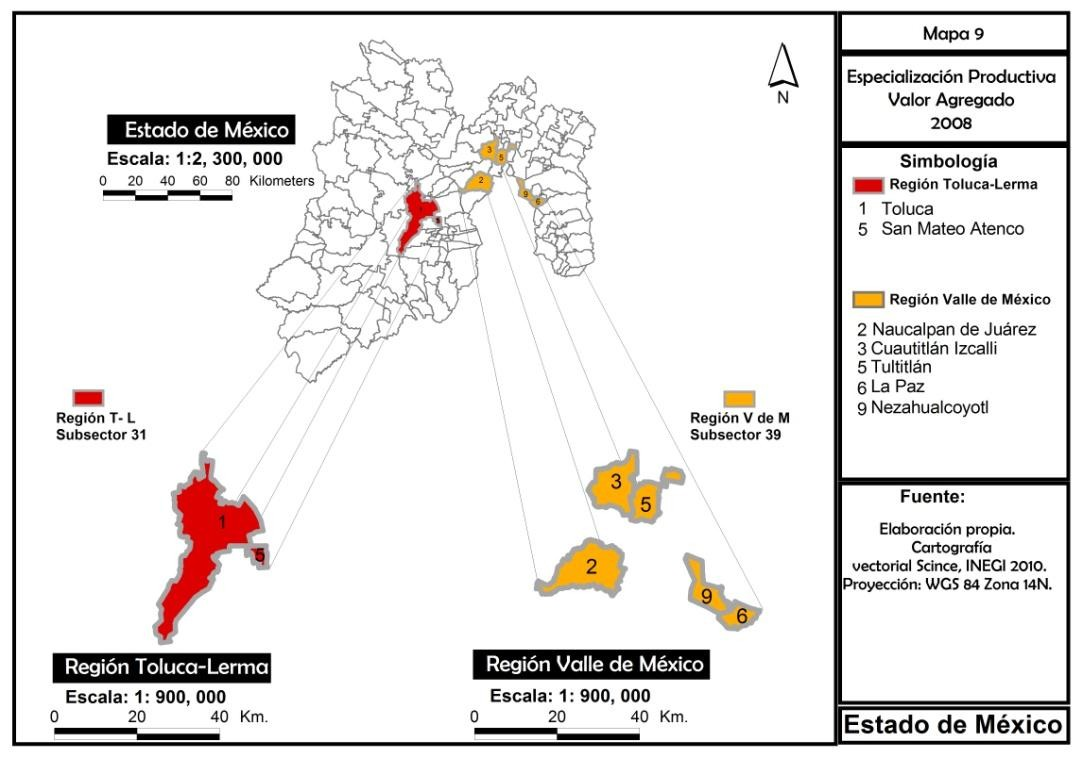 Mapa 9
Especialización Productiva
Valor Agregado
2008
Simbología
Región Toluca-Lerma
1 Toluca
5 San Mateo Atenco
Región Valle de México
2 Naucalpan de Juárez
3 Cuautitlán Izcalli
5 Tultitlán
6 La Paz
9 Nezahualcoyotl
Fuente:
Elaboración propia.
Cartografía
vectorial Scince, INEGI 2010.
Proyección: WGS 84 Zona 14N.
Estado de México
N
Estado de México
Escala: 1:2, 300, 000
0 20 40 60 80 Kilometers
3
5
2
9
6
Región T- L
Subsector 31
1
5
Región Toluca-Lerma
Escala: 1: 900, 000
0 20 40 Km.
Región V de M
Subsector 39
3
5
2
9
6
Región Valle de México
Escala: 1: 900, 000
0 20 40 Km.